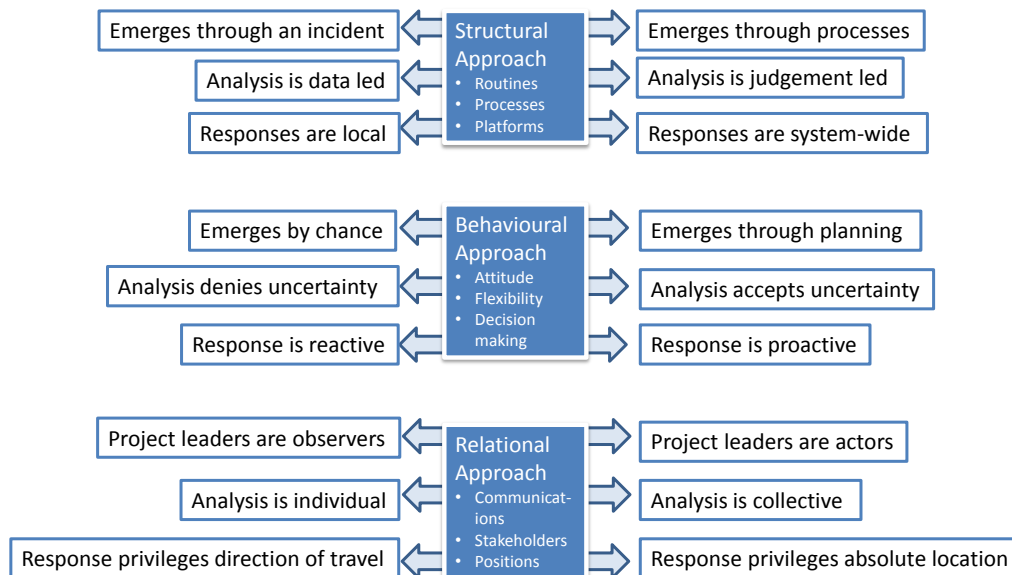 Emerges through an incident
Analysis is data led
Responses are local
Structural
Approach
• Routines
• Processes
• Platforms
Emerges through processes
Analysis is judgement led
Responses are system-wide
Emerges by chance
Analysis denies uncertainty
Response is reactive
Behavioural
Approach
• Attitude
• Flexibility
• Decision
making
Emerges through planning
Analysis accepts uncertainty
Response is proactive
Project leaders are observers
Analysis is individual
Response privileges direction of travel
Relational
Approach
• Communicat-
ions
• Stakeholders
• Positions
Project leaders are actors
Analysis is collective
Response privileges absolute location